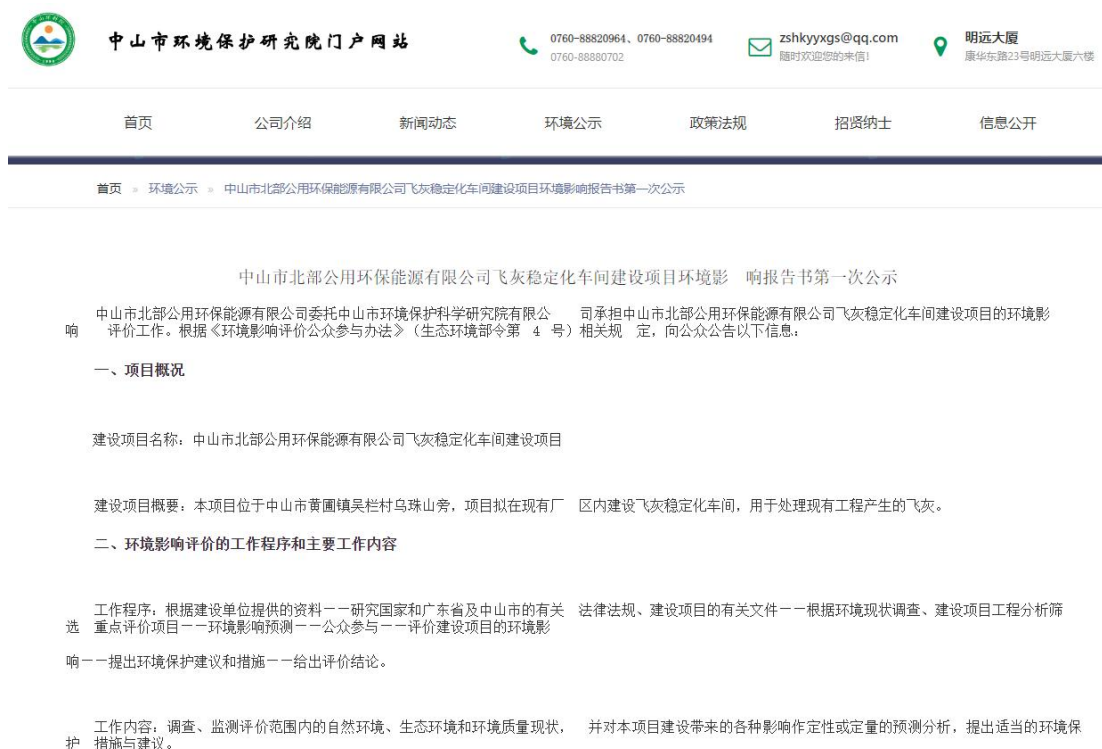 中山市环境保护研究院门户网站
0760-88820964、0760-88820494
0760-88880702
zshkyyxgs@qq.com
随时欢迎您的来信!
明远大厦
康华东路23号明远大厦六楼
首页 公司介绍 新闻动态 环境公示 政策法规 招贤纳士 信息公开
首页 » 环境公示 » 中山市北部公用环保能源有限公司飞灰稳定化车间建设项目环境影响报告书第一次公示
中山市北部公用环保能源有限公司飞灰稳定化车间建设项目环境影 响报告书第一次公示
中山市北部公用环保能源有限公司委托中山市环境保护科学研究院有限公 司承担中山市北部公用环保能源有限公司飞灰稳定化车间建设项目的环境影
响 评价工作。根据《环境影响评价公众参与办法》（生态环境部令第 4 号）相关规 定，向公众公告以下信息：
一、项目概况
建设项目名称：中山市北部公用环保能源有限公司飞灰稳定化车间建设项目
建设项目概要：本项目位于中山市黄圃镇吴栏村乌珠山旁，项目拟在现有厂 区内建设飞灰稳定化车间，用于处理现有工程产生的飞灰。
二、环境影响评价的工作程序和主要工作内容
工作程序：根据建设单位提供的资料——研究国家和广东省及中山市的有关 法律法规、建设项目的有关文件——根据环境现状调查、建设项目工程分析筛
选 重点评价项目——环境影响预测——公众参与——评价建设项目的环境影
响——提出环境保护建议和措施——给出评价结论。
工作内容：调查、监测评价范围内的自然环境、生态环境和环境质量现状， 并对本项目建设带来的各种影响作定性或定量的预测分析，提出适当的环境保
护 措施与建议。